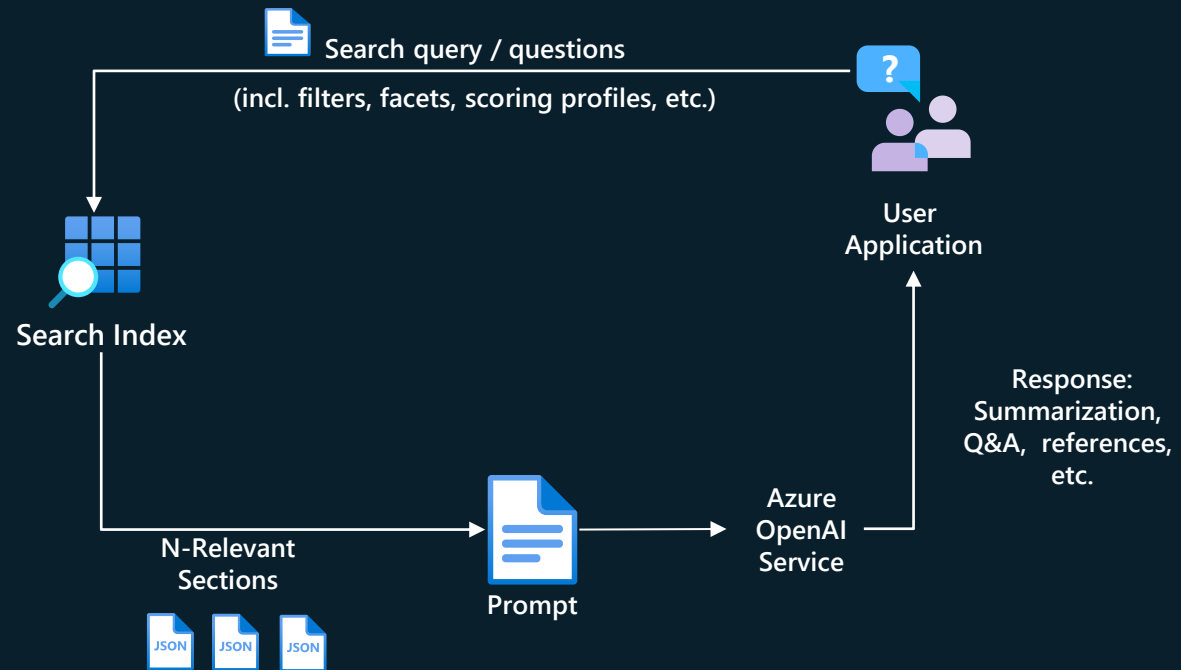 Search query / questions
(incl. filters, facets, scoring profiles, etc.)
?
User
Application
Search Index
Response:
Summarization,
Q&A, references,
etc.
N-Relevant
Sections
JSON
JSON
JSON
Prompt
Azure
OpenAI
Service